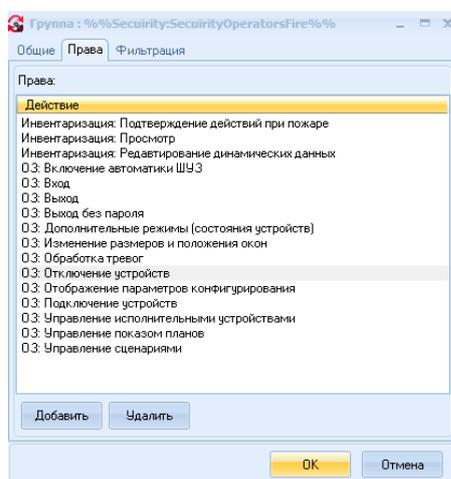 Группа : %%Secuirity:SecuirityOperatorsFire%%
Общие Права Фильтрация
Права:
Действие
Инвентаризация: Подтверждение действий при пожаре
Инвентаризация: Просмотр
Инвентаризация: Редавтирование динамических данных
ОЗ: Включение автоматики ШУЗ
ОЗ: Вход
ОЗ: Выход
ОЗ: Выход без пароля
ОЗ: Дополнительные режимы (состояния устройств)
ОЗ: Изменение размеров и положения окон
ОЗ: Обработка тревог
ОЗ: Отключение устройств
ОЗ: Отображение параметров конфигурирования
ОЗ: Подключение устройств
ОЗ: Управление исполнительными устройствами
ОЗ: Управление показом планов
ОЗ: Управление сценариями
Добавить Удалить
OK Отмена